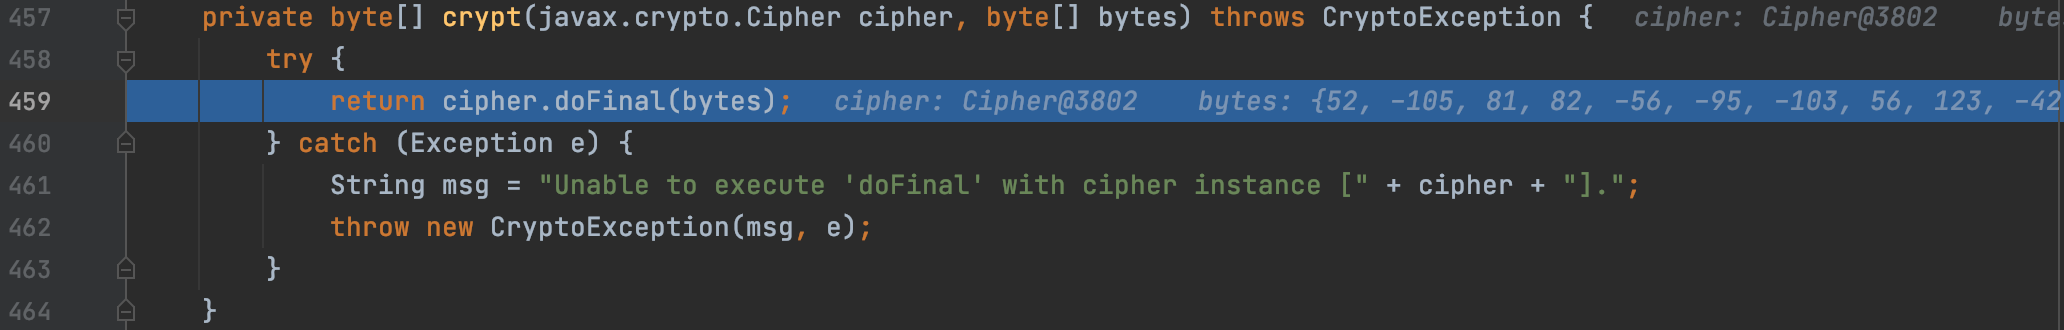 457 private byte[] crypt(javax.crypto.Cipher cipher, byte[] bytes) throws CryptoException { cipher: Cipher@3802 byte
458 try {
459 return cipher.doFinal(bytes); cipher: Cipher@3802 bytes: {52, -105, 81, 82, -56, -95, -103, 56, 123, -42
460 } catch (Exception e) {
461 String msg = "Unable to execute 'doFinal' with cipher instance [" + cipher + "].";
462 throw new CryptoException(msg, e);
463 }
464 }